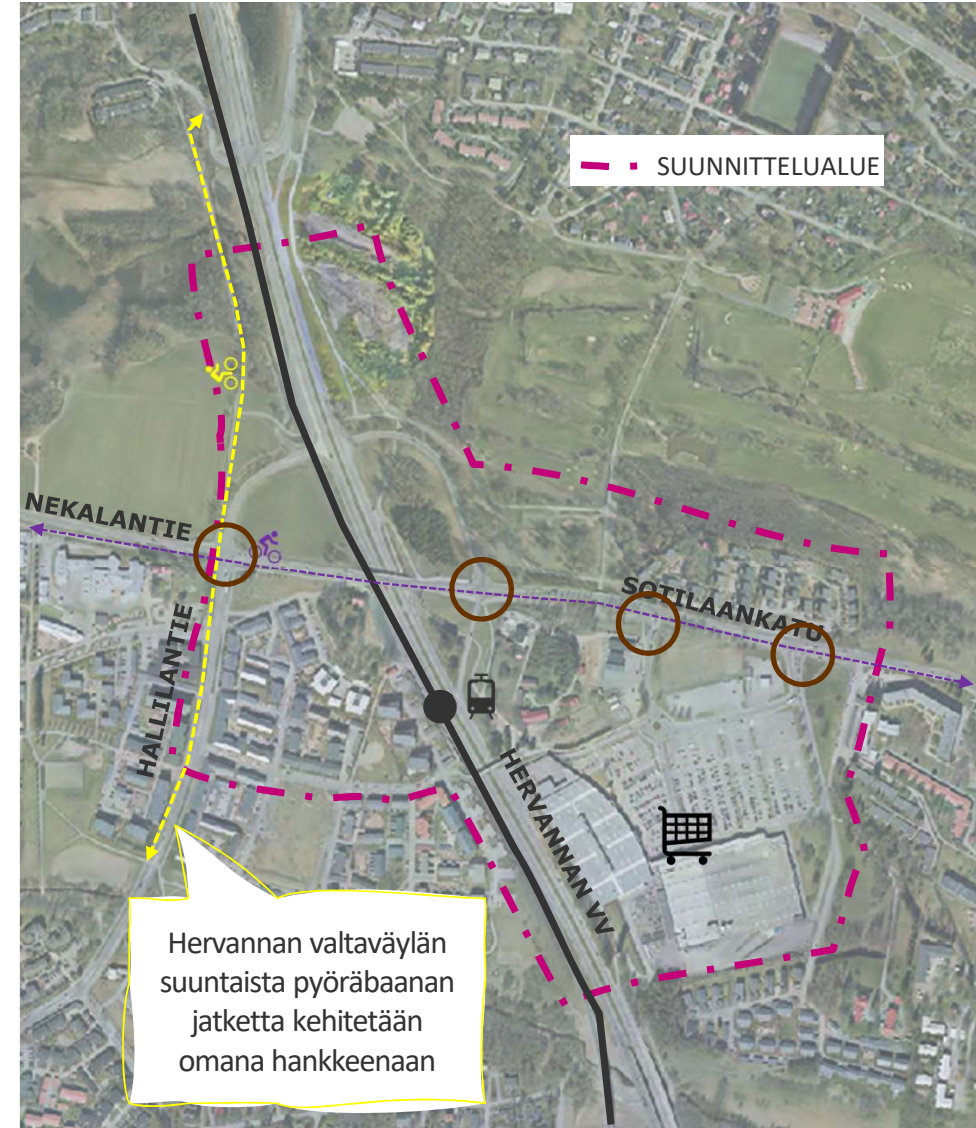 SUUNNITTELUALUE
NEKALANTIE
SOTILAANKATU
HALLILANTIE
HERVANNAN VV
Hervannan valtaväylän
suuntaista pyöräbaanan
jatketta kehitetään
omana hankkeenaan